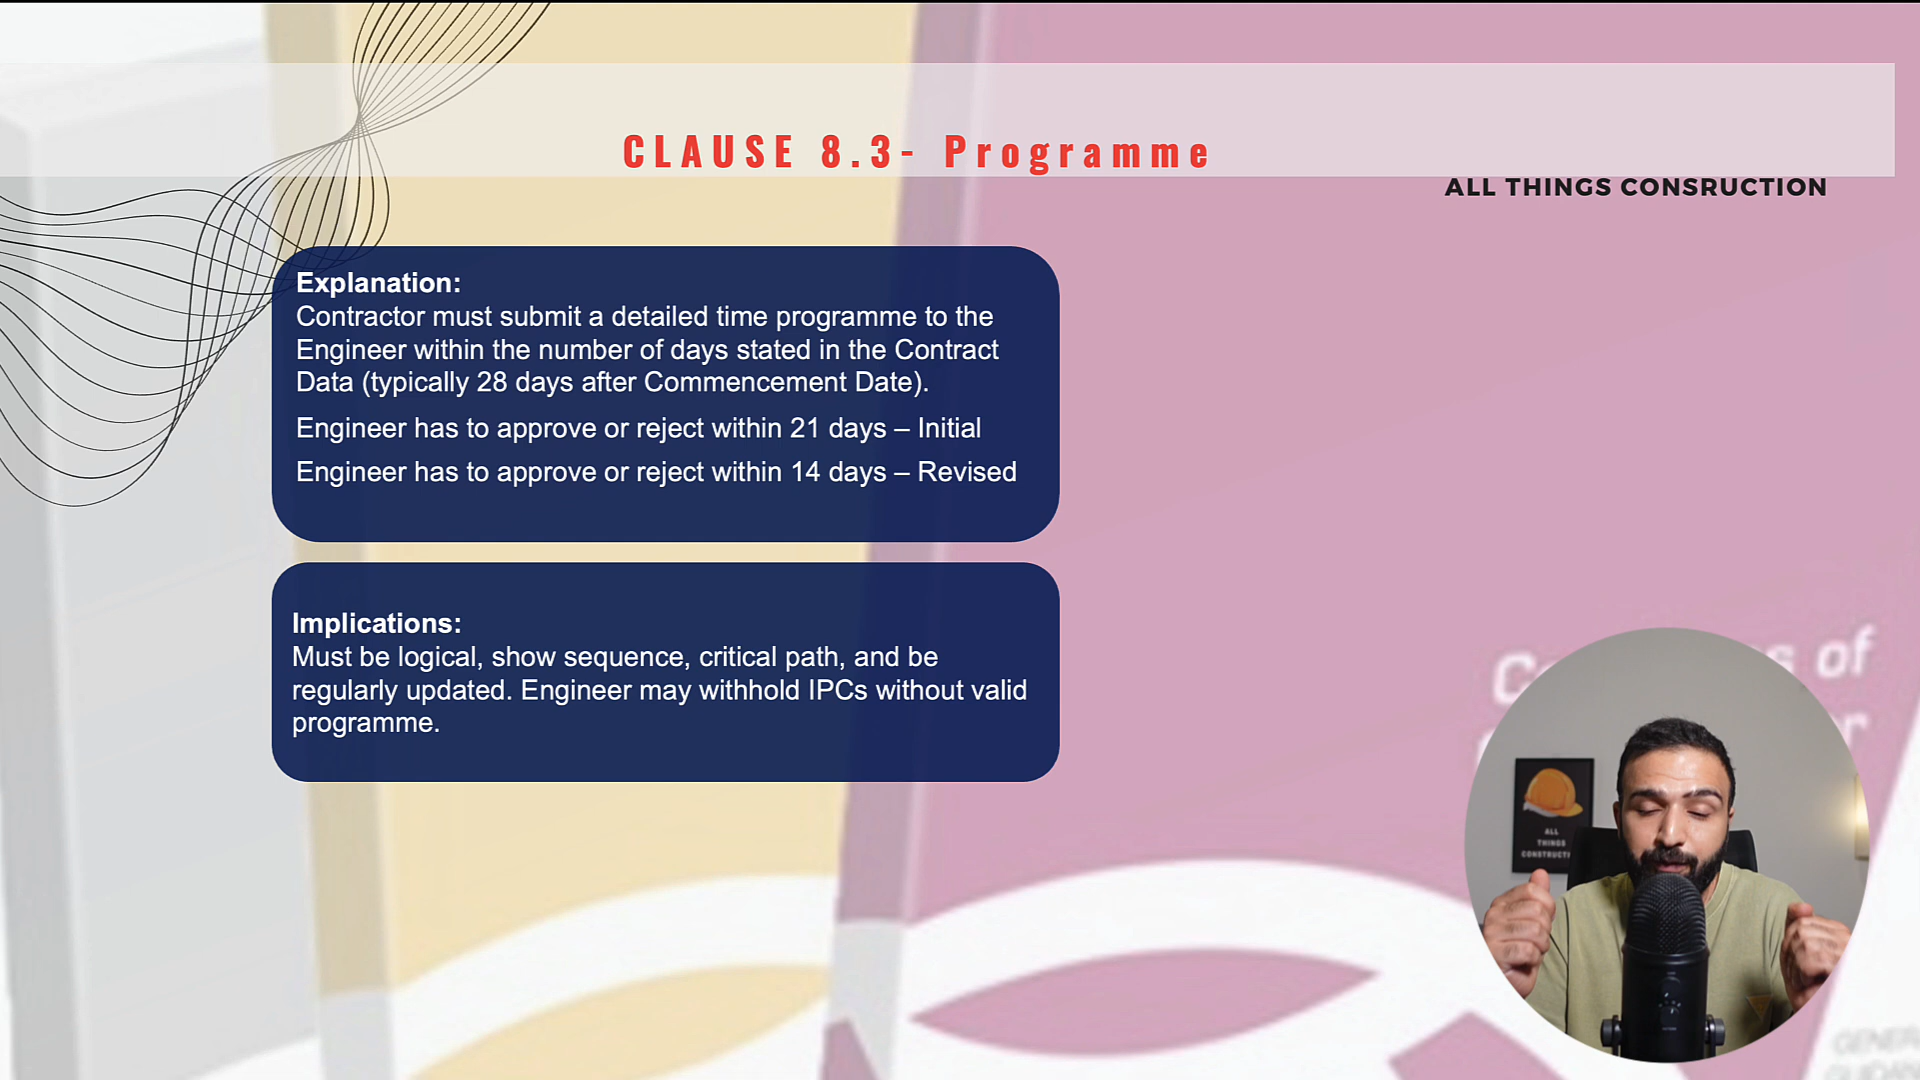 CLAUSE 8.3- Programme
ALL THINGS CONSRUCTION
Explanation:
Contractor must submit a detailed time programme to the
Engineer within the number of days stated in the Contract
Data (typically 28 days after Commencement Date).
Engineer has to approve or reject within 21 days – Initial
Engineer has to approve or reject within 14 days – Revised
Implications:
Must be logical, show sequence, critical path, and be
regularly updated. Engineer may withhold IPCs without valid
programme.
of
ALL
THINGS